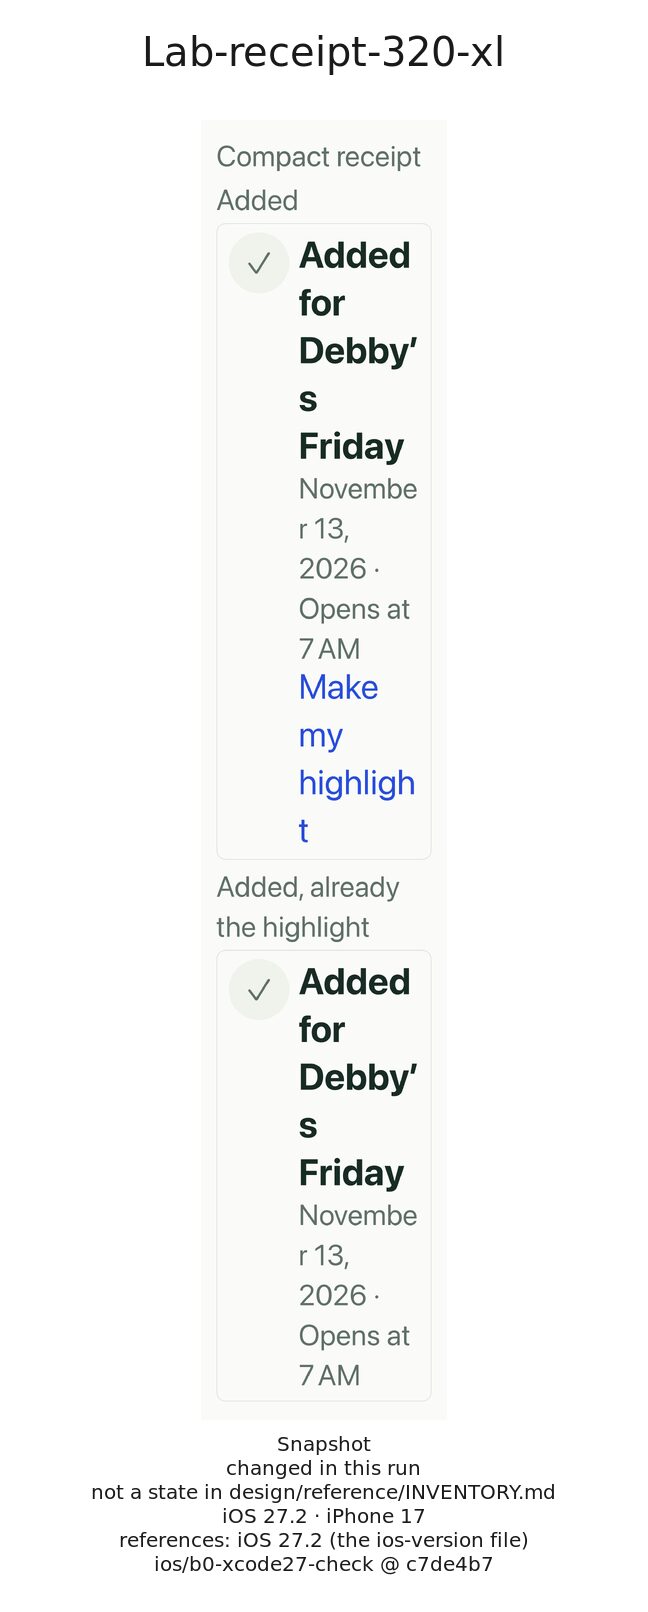 Lab-receipt-320-xl
Compact receipt
Added
Added
for
Debby’
s
Friday
Novembe
r 13,
2026 ·
Opens at
7 AM
Make
my
highligh
t
Added, already
the highlight
Added
for
Debby’
s
Friday
Novembe
r 13,
2026 ·
Opens at
7 AM
Snapshot
changed in this run
not a state in design/reference/INVENTORY.md
iOS 27.2 · iPhone 17
references: iOS 27.2 (the ios-version file)
ios/b0-xcode27-check @ c7de4b7